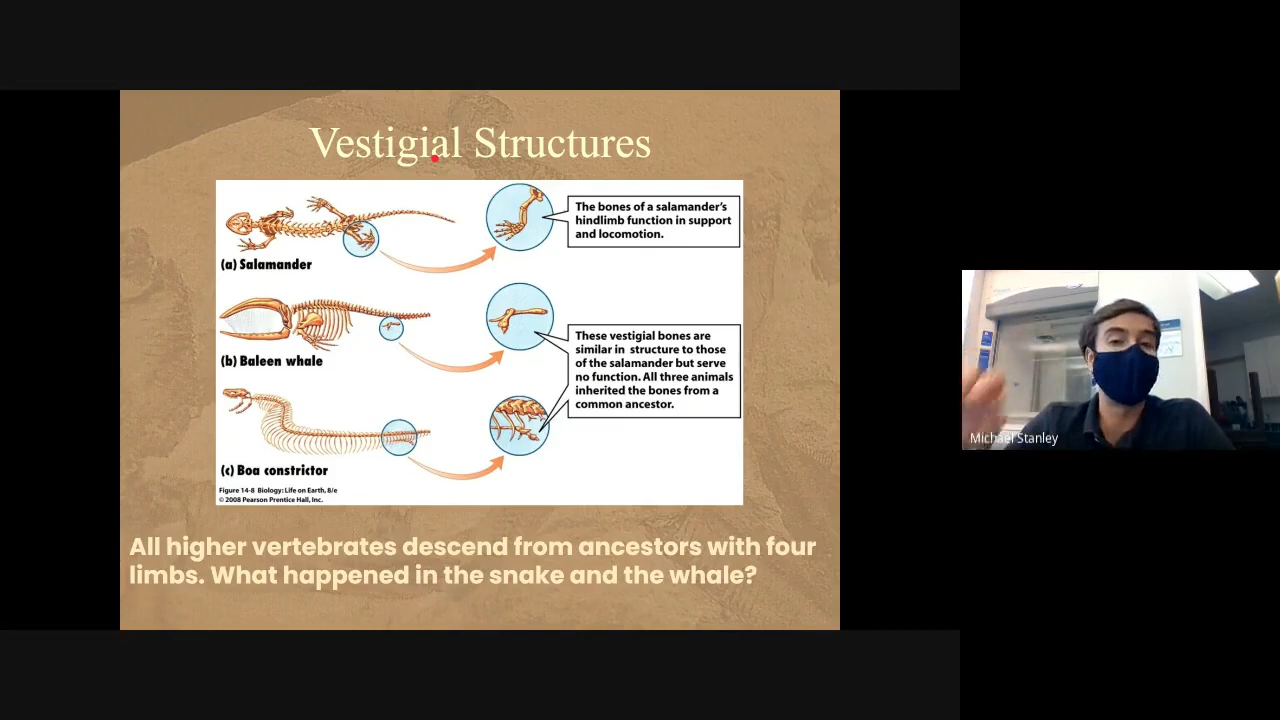 Vestigial Structures
The bones of a salamander's
hindlimb function in support
and locomotion.
(a) Salamander
(b) Baleen whale
These vestigial bones are
similar in structure to those
of the salamander but serve
no function. All three animals
inherited the bones from a
common ancestor.
(c) Boa constrictor
Figure 14-8 Biology: Life on Earth, 8/e
© 2008 Pearson Prentice Hall, Inc.
All higher vertebrates descend from ancestors with four
limbs. What happened in the snake and the whale?
Michael Stanley